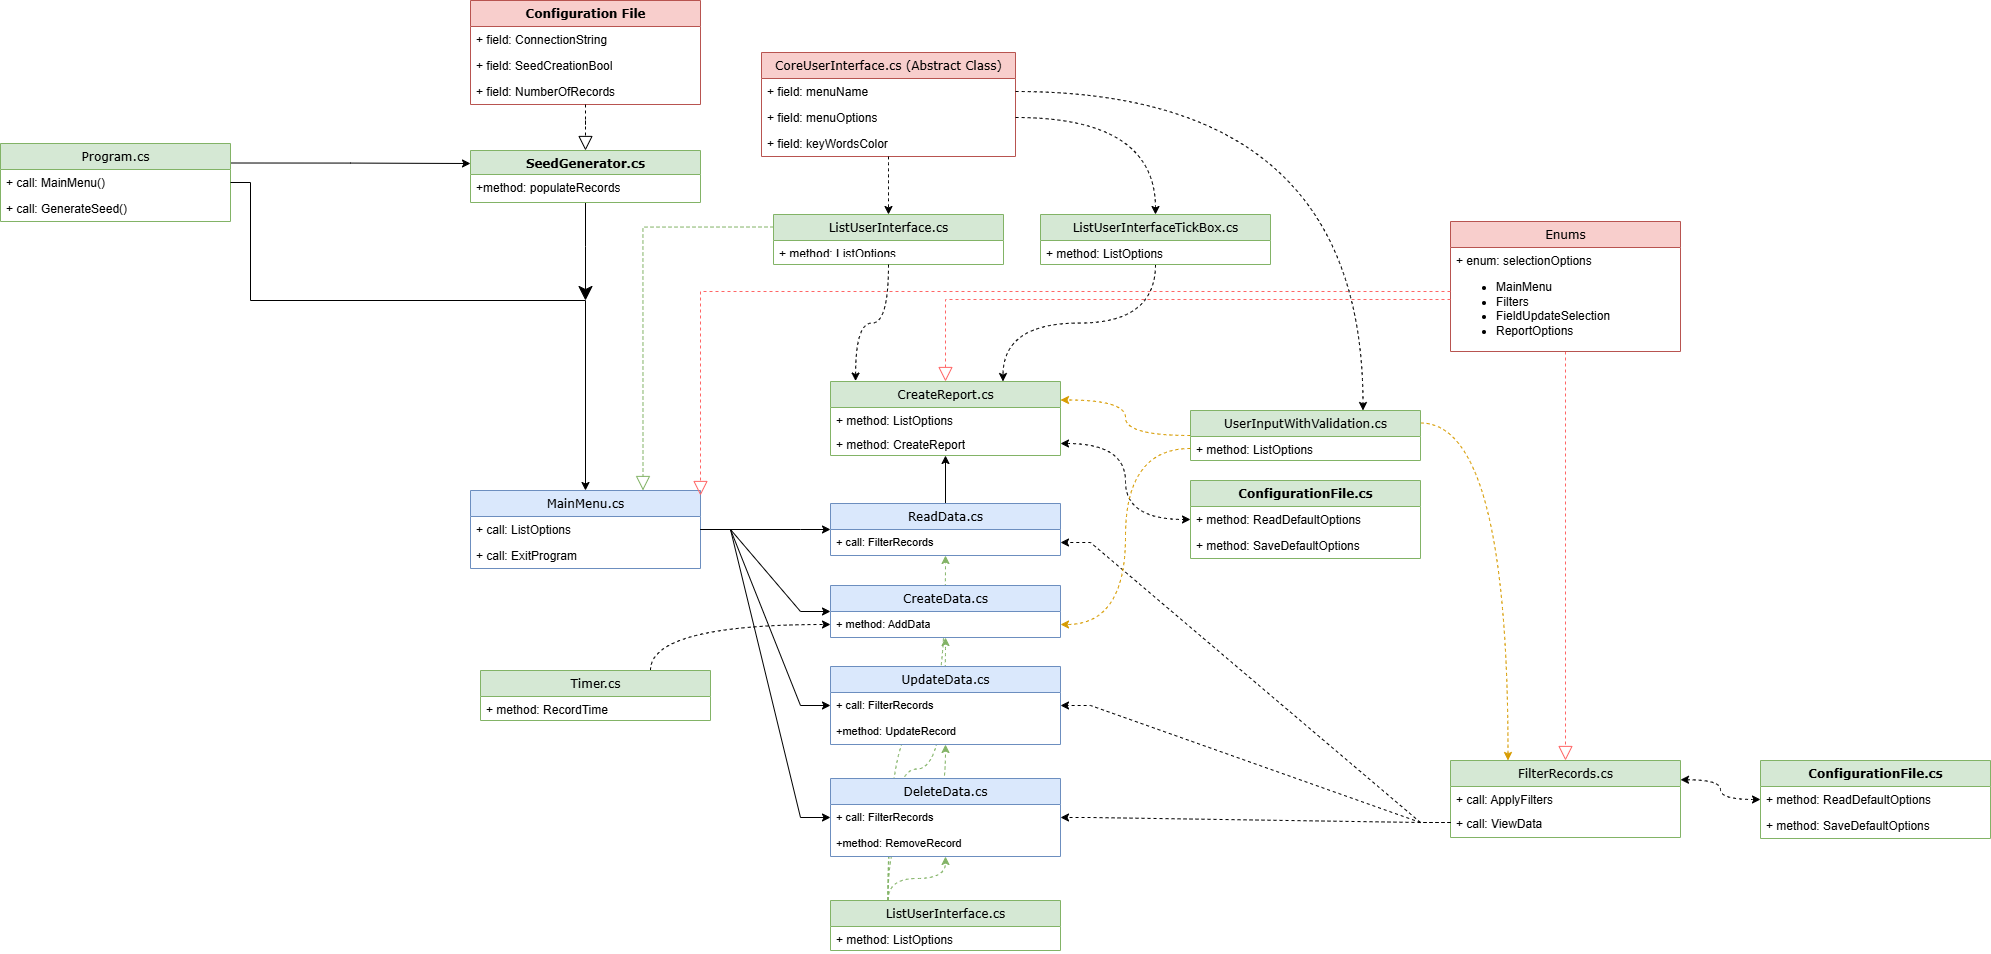 Configuration File
+ field: ConnectionString
+ field: SeedCreationBool
+ field: NumberOfRecords
CoreUserInterface.cs (Abstract Class)
+ field: menuName
+ field: menuOptions
+ field: keyWordsColor
Program.cs
+ call: MainMenu()
+ call: GenerateSeed()
SeedGenerator.cs
+method: populateRecords
ListUserInterface.cs
+ method: ListOptions
ListUserInterfaceTickBox.cs
+ method: ListOptions
Enums
+ enum: selectionOptions
• MainMenu
• Filters
• FieldUpdateSelection
• ReportOptions
CreateReport.cs
+ method: ListOptions
+ method: CreateReport
UserInputWithValidation.cs
+ method: ListOptions
ConfigurationFile.cs
+ method: ReadDefaultOptions
+ method: SaveDefaultOptions
MainMenu.cs
+ call: ListOptions
+ call: ExitProgram
ReadData.cs
+ call: FilterRecords
CreateData.cs
+ method: AddData
Timer.cs
+ method: RecordTime
UpdateData.cs
+ call: FilterRecords
+method: UpdateRecord
DeleteData.cs
+ call: FilterRecords
+method: RemoveRecord
FilterRecords.cs
+ call: ApplyFilters
+ call: ViewData
ConfigurationFile.cs
+ method: ReadDefaultOptions
+ method: SaveDefaultOptions
ListUserInterface.cs
+ method: ListOptions